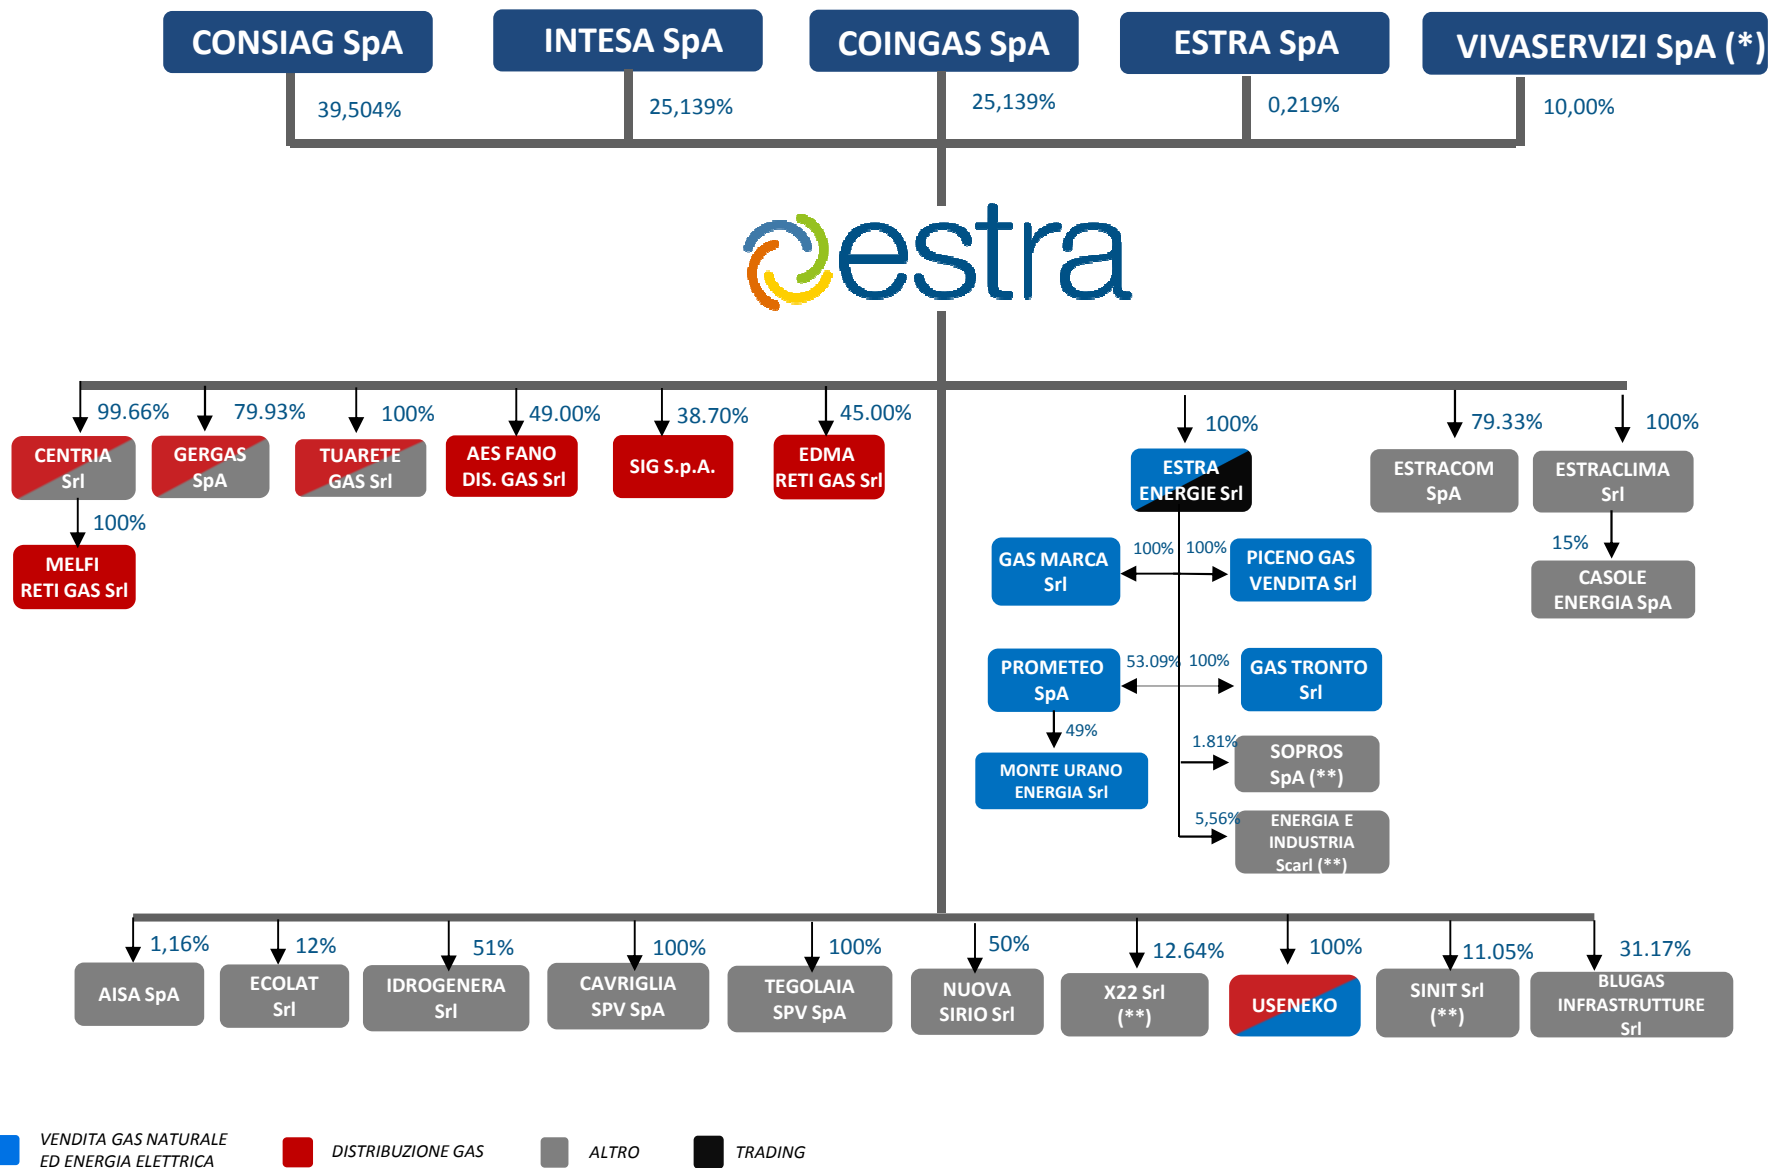 CONSIAG SpA
INTESA SpA
COINGAS SpA
ESTRA SpA
VIVASERVIZI SpA (*)
39,504%
25,139%
25,139%
0,219%
10,00%
estra
99.66%
79.93%
100%
49.00%
38.70%
45.00%
100%
79.33%
100%
CENTRIA
Srl
GERGAS
SpA
TUARETE
GAS Srl
AES FANO
DIS. GAS Srl
SIG S.p.A.
EDMA
RETI GAS Srl
ESTRA
ENERGIE Srl
ESTRACOM
SpA
ESTRACLIMA
Srl
100%
MELFI
RETI GAS Srl
15%
CASOLE
ENERGIA SpA
GAS MARCA
Srl
100%
100%
PICENO GAS
VENDITA Srl
PROMETEO
SpA
53.09%
100%
GAS TRONTO
Srl
49%
MONTE URANO
ENERGIA Srl
1.81%
SOPROS
SpA (**)
5,56%
ENERGIA E
INDUSTRIA
Scarl (**)
1,16%
12%
51%
100%
100%
50%
12.64%
100%
11.05%
31.17%
AISA SpA
ECOLAT
Srl
IDROGENERA
Srl
CAVRIGLIA
SPV SpA
TEGOLAIA
SPV SpA
NUOVA
SIRIO Srl
X22 Srl
(**)
USENEKO
SINIT Srl
(**)
BLUGAS
INFRASTRUTTURE
Srl
VENDITA GAS NATURALE
ED ENERGIA ELETTRICA
DISTRIBUZIONE GAS
ALTRO
TRADING